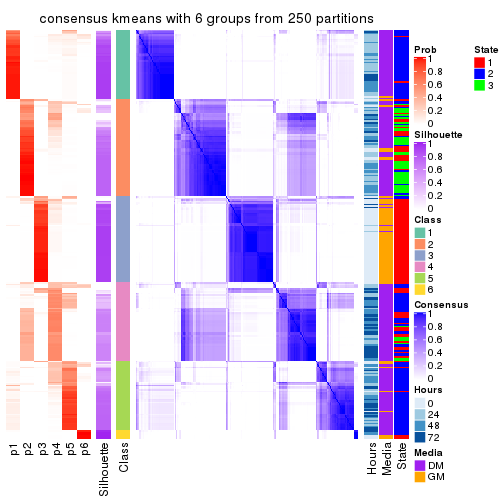 consensus kmeans with 6 groups from 250 partitions
p1
p2
p3
p4
p5
p6
Silhouette
Class
Hours
Media
State
Prob
1
0.8
0.6
0.4
0.2
0
Silhouette
1
0.8
0.6
0.4
0.2
0
Class
1
2
3
4
5
6
Consensus
1
0.8
0.6
0.4
0.2
0
Hours
0
24
48
72
Media
DM
GM
State
1
2
3